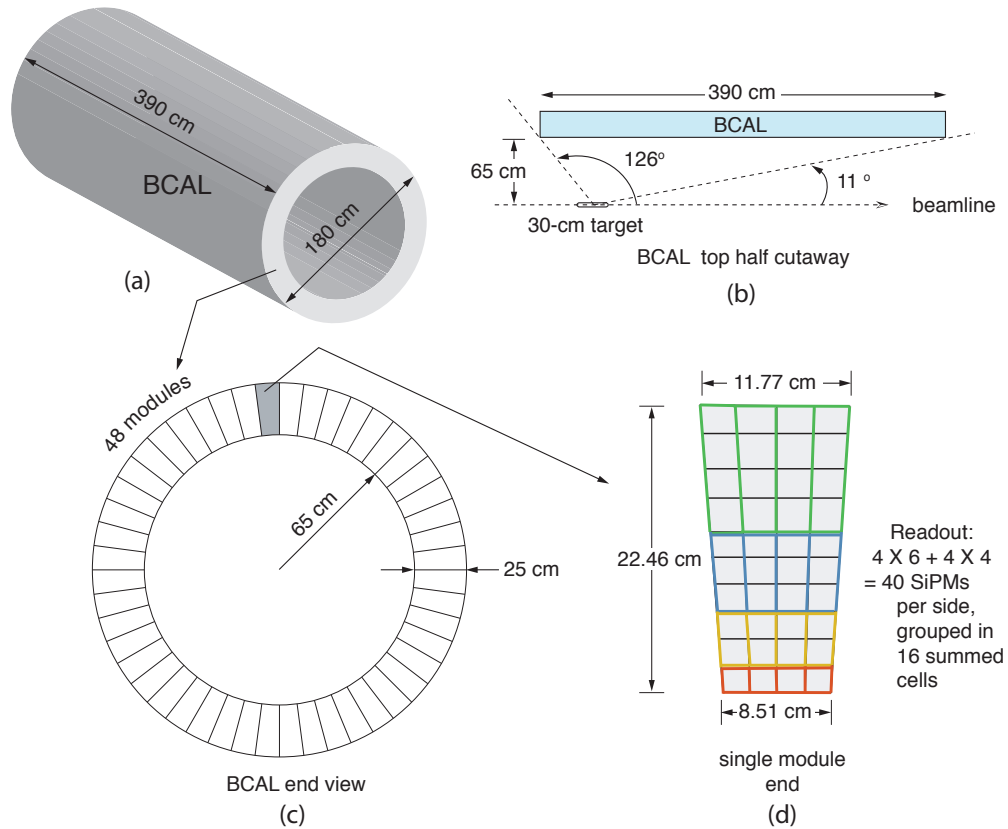 390 cm
BCAL
180 cm
(a)
390 cm
BCAL
65 cm
126°
11 °
30-cm target
beamline
BCAL top half cutaway
(b)
48 modules
65 cm
25 cm
BCAL end view
(c)
11.77 cm
22.46 cm
8.51 cm
Readout:
4 X 6 + 4 X 4
= 40 SiPMs
per side,
grouped in
16 summed
cells
single module
end
(d)